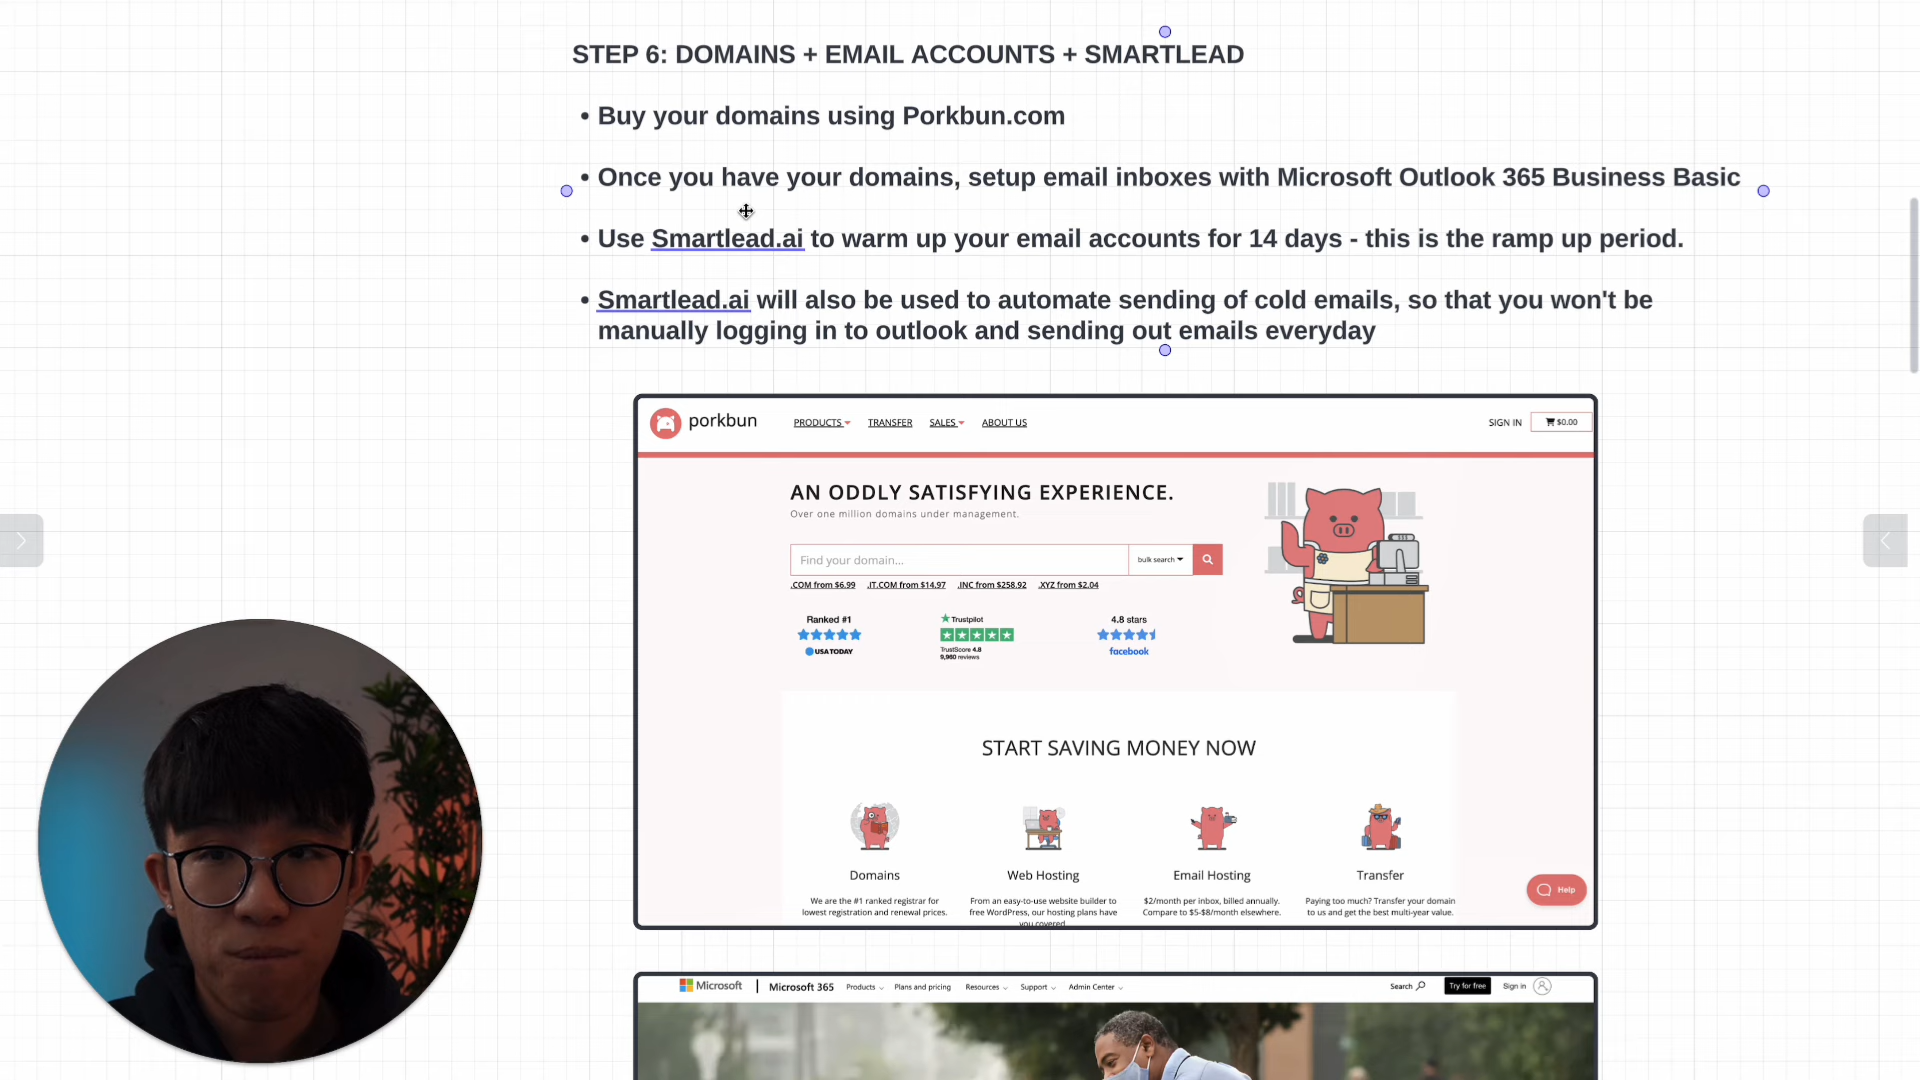 STEP 6: DOMAINS + EMAIL ACCOUNTS + SMARTLEAD
• Buy your domains using Porkbun.com
• Once you have your domains, setup email inboxes with Microsoft Outlook 365 Business Basic
• Use Smartlead.ai to warm up your email accounts for 14 days - this is the ramp up period.
• Smartlead.ai will also be used to automate sending of cold emails, so that you won't be
manually logging in to outlook and sending out emails everyday
porkbun PRODUCTS TRANSFER SALES ABOUT US SIGN IN $0.00
AN ODDLY SATISFYING EXPERIENCE.
Over one million domains under management.
Find your domain... bulk search
.COM from $6.99 .IT.COM from $14.97 .INC from $258.92 .XYZ from $2.04
Ranked #1 Trustpilot 4.8 stars
USA TODAY TrustScore 4.8 facebook
9,960 reviews
START SAVING MONEY NOW
Domains Web Hosting Email Hosting Transfer
Help
We are the #1 ranked registrar for From an easy-to-use website builder to $2/month per inbox, billed annually. Paying too much? Transfer your domain
lowest registration and renewal prices. free WordPress, our hosting plans have Compare to $5-$8/month elsewhere. to us and get the best multi-year value.
you covered
Microsoft Microsoft 365 Products Plans and pricing Resources Support Admin Center Search Try for free Sign in